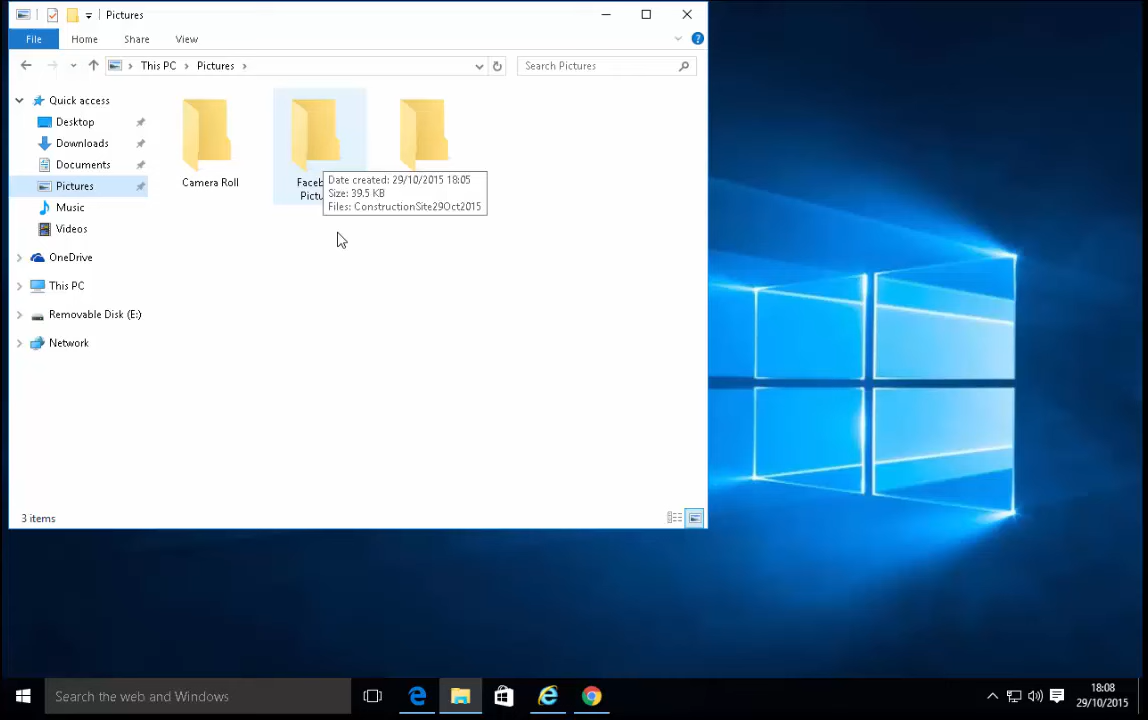 Pictures
File Home Share View
This PC Pictures
Search Pictures
Quick access
Desktop
Downloads
Documents
Pictures
Music
Videos
OneDrive
This PC
Removable Disk (E:)
Network
Camera Roll
Date created: 29/10/2015 18:05
Size: 39.5 KB
Files: ConstructionSite29Oct2015
3 items
Search the web and Windows
18:08
29/10/2015